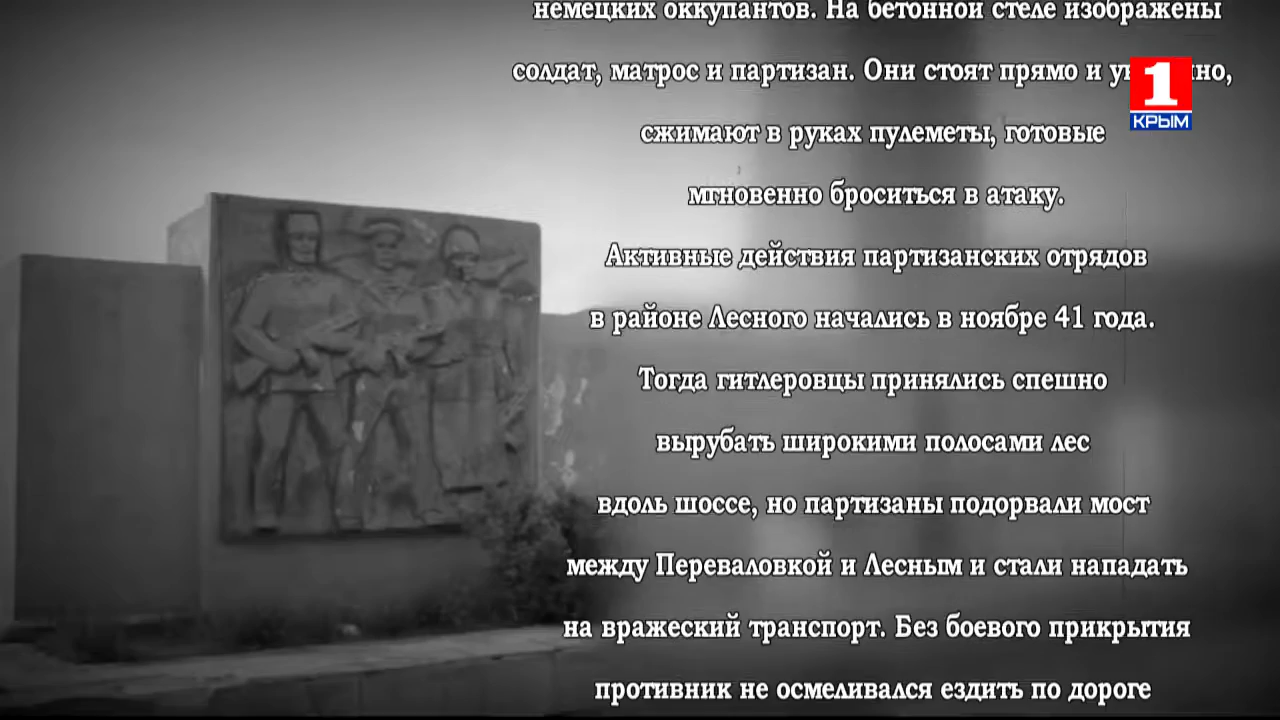 немецких оккупантов. На бетонной стеле изображены
солдат, матрос и партизан. Они стоят прямо и
сжимают в руках пулеметы, готовые
мгновенно броситься в атаку.
Активные действия партизанских отрядов
в районе Лесного начались в ноябре 41 года.
Тогда гитлеровцы принялись спешно
вырубать широкими полосами лес
вдоль шоссе, но партизаны подорвали мост
между Переваловкой и Лесным и стали нападать
на вражеский транспорт. Без боевого прикрытия
противник не осмеливался ездить по дороге
1
КРЫМ